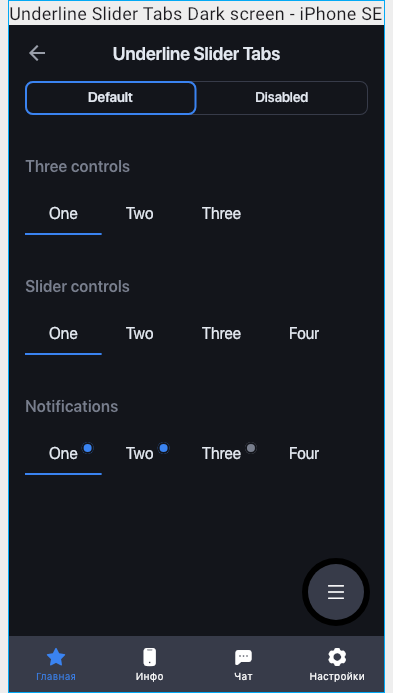 Underline Slider Tabs Dark screen - iPhone SE
Underline Slider Tabs
Default Disabled
Three controls
One Two Three
Slider controls
One Two Three Four
Notifications
One Two Three Four
Главная Инфо Чат Настройки